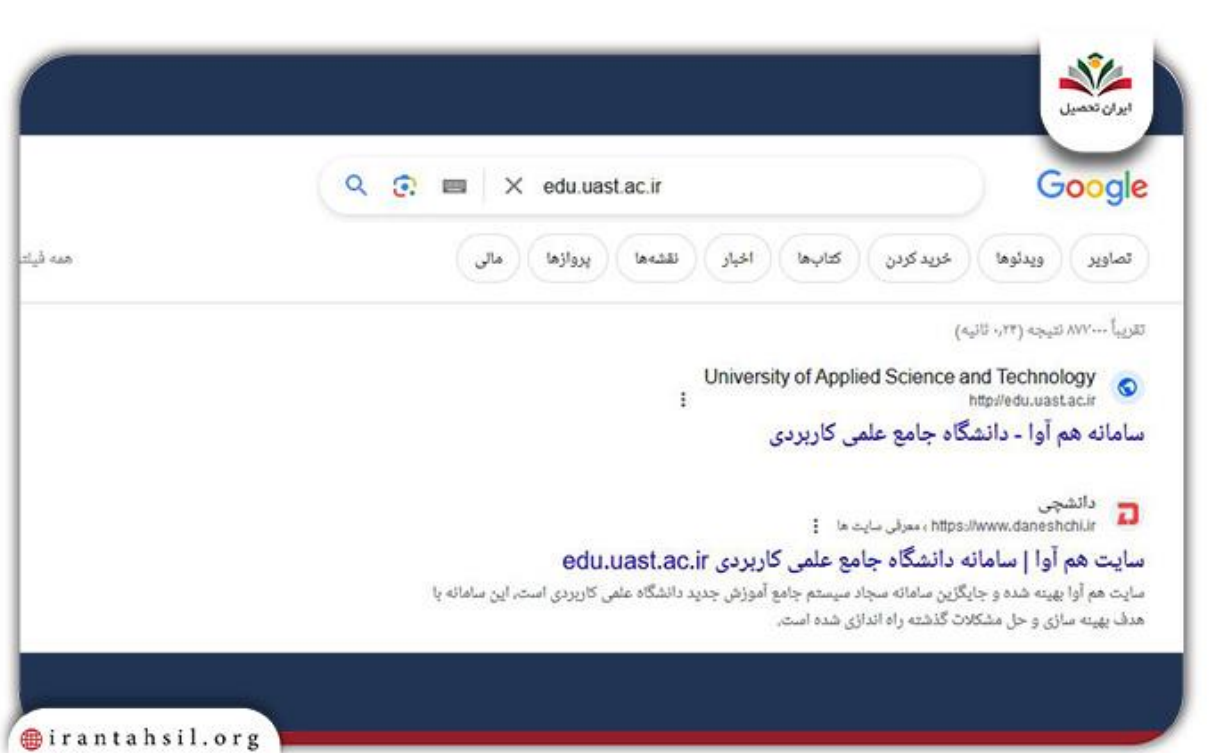 ایران تحصیل
Google
edu.uast.ac.ir
تصاویر
ویدئوها
خرید کردن
کتاب‌ها
اخبار
نقشه‌ها
پروازها
مالی
همه فیلت
تقریباً ۸۷۲۰۰۰ نتیجه (۰٫۲۴ ثانیه)
University of Applied Science and Technology
http://edu.uast.ac.ir
سامانه هم آوا - دانشگاه جامع علمی کاربردی
دانشچی
https://www.daneshchi.ir › معرفی سایت ها
سایت هم آوا | سامانه دانشگاه جامع علمی کاربردی edu.uast.ac.ir
سایت هم آوا بهینه شده و جایگزین سامانه سجاد سیستم جامع آموزش جدید دانشگاه علمی کاربردی است. این سامانه با
هدف بهینه سازی و حل مشکلات گذشته راه اندازی شده است.
irantahsil.org